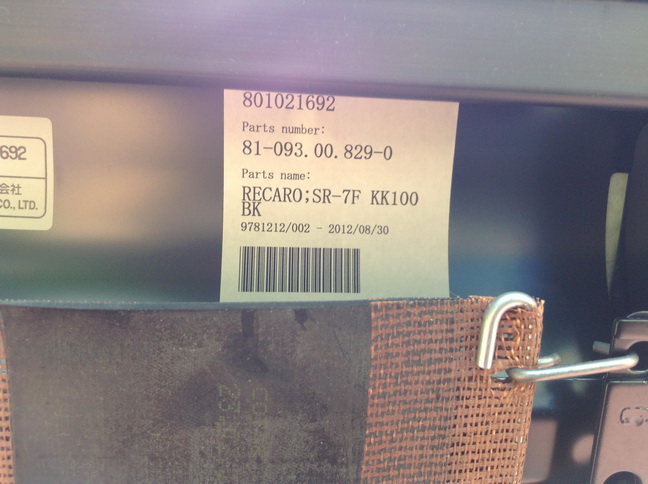 801021692
Parts number:
81-093.00.829-0
Parts name:
RECARO;SR-7F KK100
BK
9781212/002 - 2012/08/30
692
会社
CO., LTD.